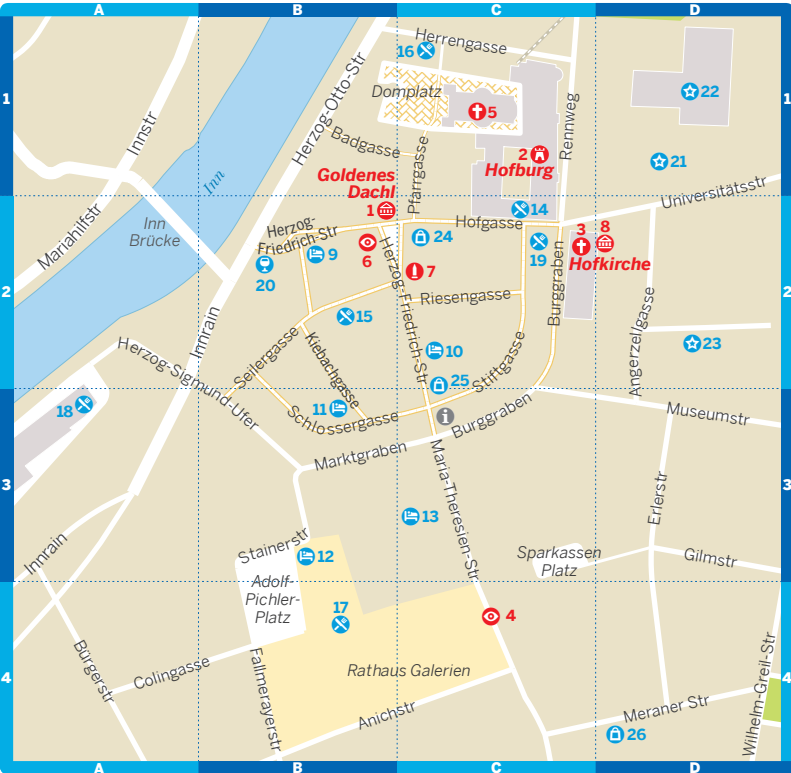 A
B
C
D
1
2
3
4
1
2
3
4
A
B
C
D
16
Herrengasse
Domplatz
5
22
Innstr
Herzog-Otto-Str
Badgasse
Rennweg
2
Hofburg
21
Inn
Goldenes
Dachl
Pfarrgasse
1
14
Universitätsstr
Mariahilfstr
Inn
Brücke
Herzog-
Friedrich-Str
Hofgasse
24
3
8
Hofkirche
9
6
19
20
7
Herzog-Friedrich-Str
Burggraben
Riesengasse
15
Angerzellgasse
Innrain
Seilergasse
Kiebachgasse
10
Stiftgasse
23
Herzog-Sigmund-Ufer
25
18
11
Schlossergasse
i
Burggraben
Museumstr
Marktgraben
Maria-Theresien-Str
13
Erlerstr
Innrain
Stainerstr
12
Sparkassen
Platz
Gilmstr
Adolf-
Pichler-
Platz
17
4
Bürgerstr
Colingasse
Fallmerayerstr
Rathaus Galerien
Anichstr
Meraner Str
26
Wilhelm-Greil-Str